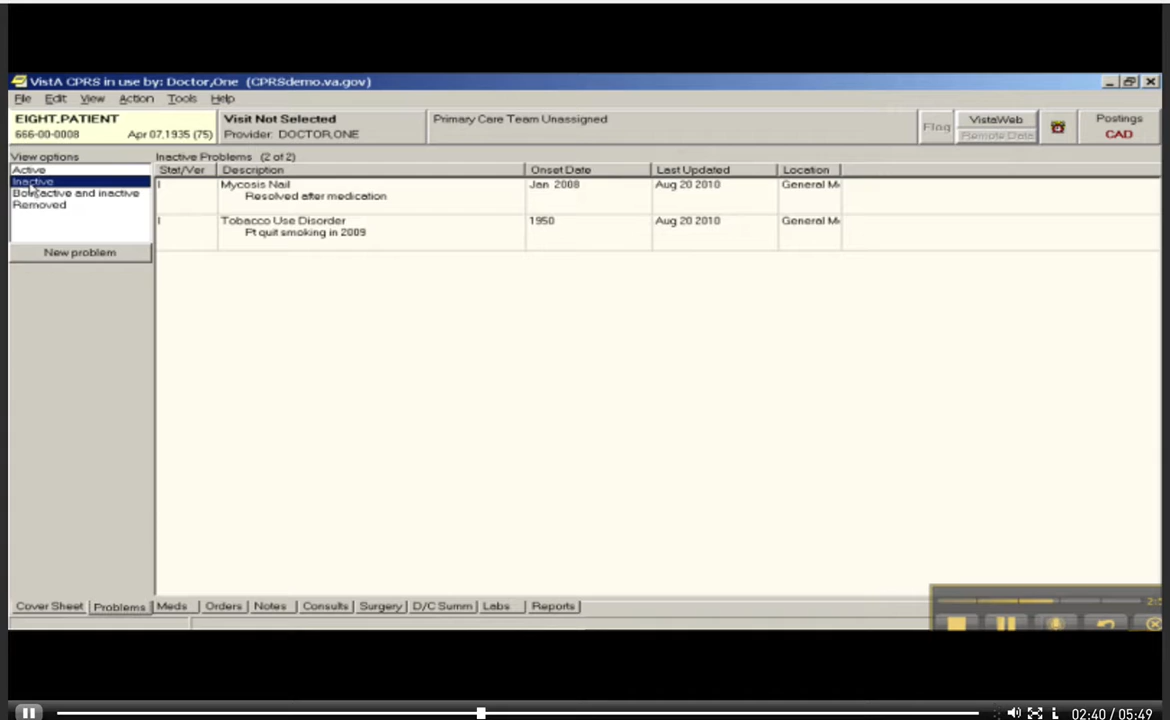 VistA CPRS in use by: Doctor,One (CPRSdemo.va.gov)
File Edit View Action Tools Help
EIGHT,PATIENT Visit Not Selected Primary Care Team Unassigned Flag VistaWeb Postings
666-00-0008 Apr 07,1935 (75) Provider: DOCTOR,ONE Remote Data CAD
View options Inactive Problems (2 of 2)
Active Stat/Ver Description Onset Date Last Updated Location
Inactive I Mycosis Nail Jan 2008 Aug 20 2010 General M
active and inactive Resolved after medication
Removed
I Tobacco Use Disorder 1950 Aug 20 2010 General M
Pt quit smoking in 2009
New problem
Cover Sheet Problems Meds Orders Notes Consults Surgery D/C Summ Labs Reports
02:40 / 05:49